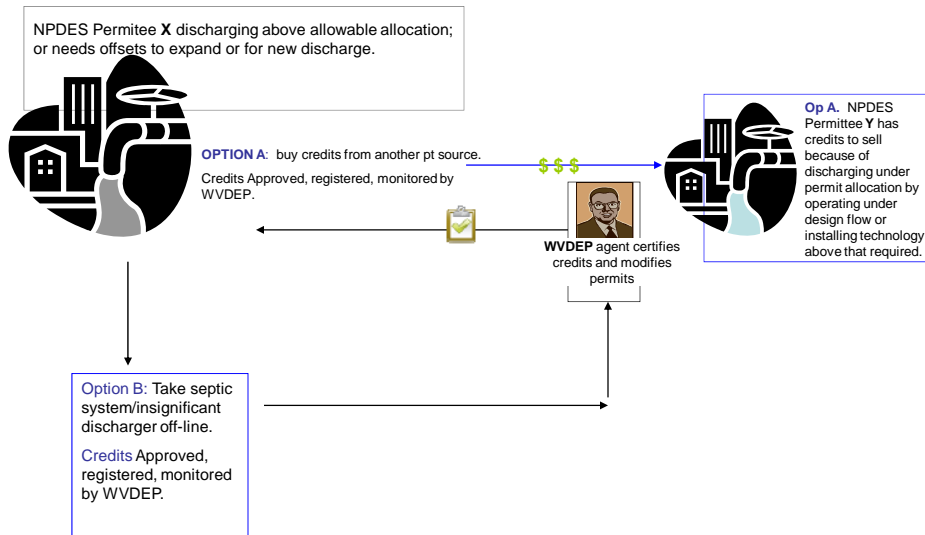 NPDES Permitee X discharging above allowable allocation;
or needs offsets to expand or for new discharge.
OPTION A: buy credits from another pt source.
Credits Approved, registered, monitored by
WVDEP.
$ $ $
Op A. NPDES
Permittee Y has
credits to sell
because of
discharging under
permit allocation by
operating under
design flow or
installing technology
above that required.
WVDEP agent certifies
credits and modifies
permits
Option B: Take septic
system/insignificant
discharger off-line.
Credits Approved,
registered, monitored
by WVDEP.